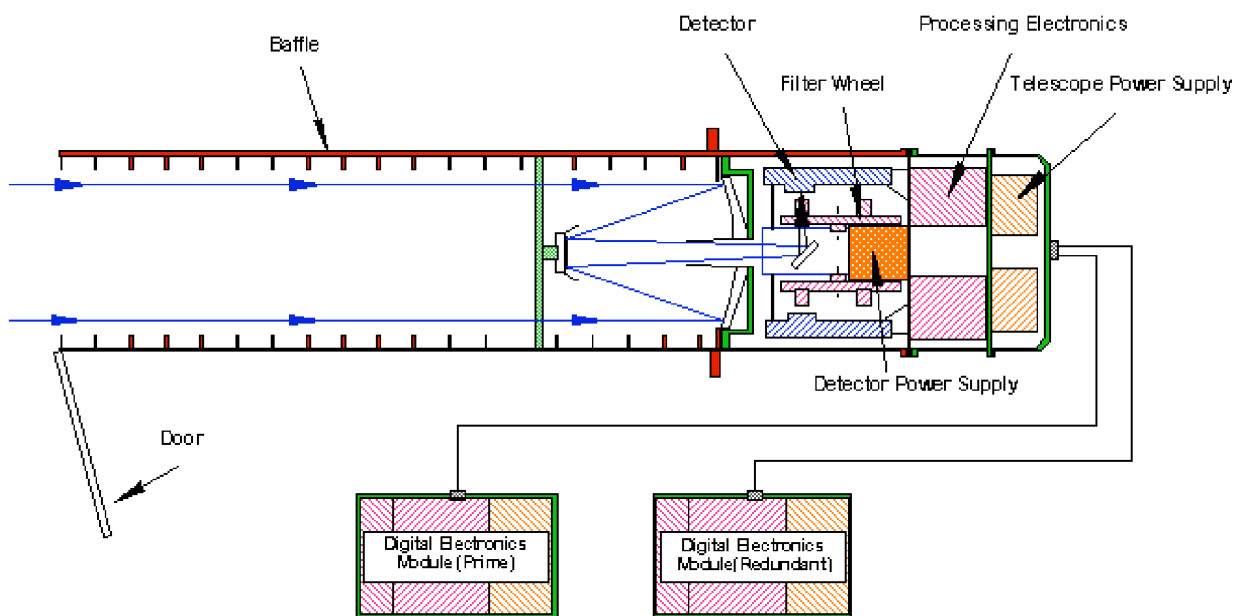 Detector
Processing Electronics
Baffle
Filter Wheel
Telescope Power Supply
Detector Power Supply
Door
Digital Electronics
Module (Prime)
Digital Electronics
Module(Redundant)